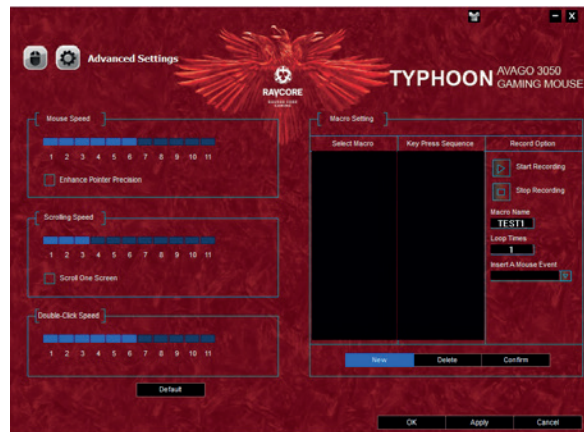 Advanced Settings
RAVCORE
TYPHOON
AVAGO 3050
GAMING MOUSE
Mouse Speed
1 2 3 4 5 6 7 8 9 10 11
Enhance Pointer Precision
Scrolling Speed
1 2 3 4 5 6 7 8 9 10 11
Scroll One Screen
Double-Click Speed
1 2 3 4 5 6 7 8 9 10 11
Default
Macro Setting
Select Macro Key Press Sequence Record Option
Start Recording
Stop Recording
Macro Name
TEST1
Loop Times
1
Insert A Mouse Event
New Delete Confirm
OK Apply Cancel